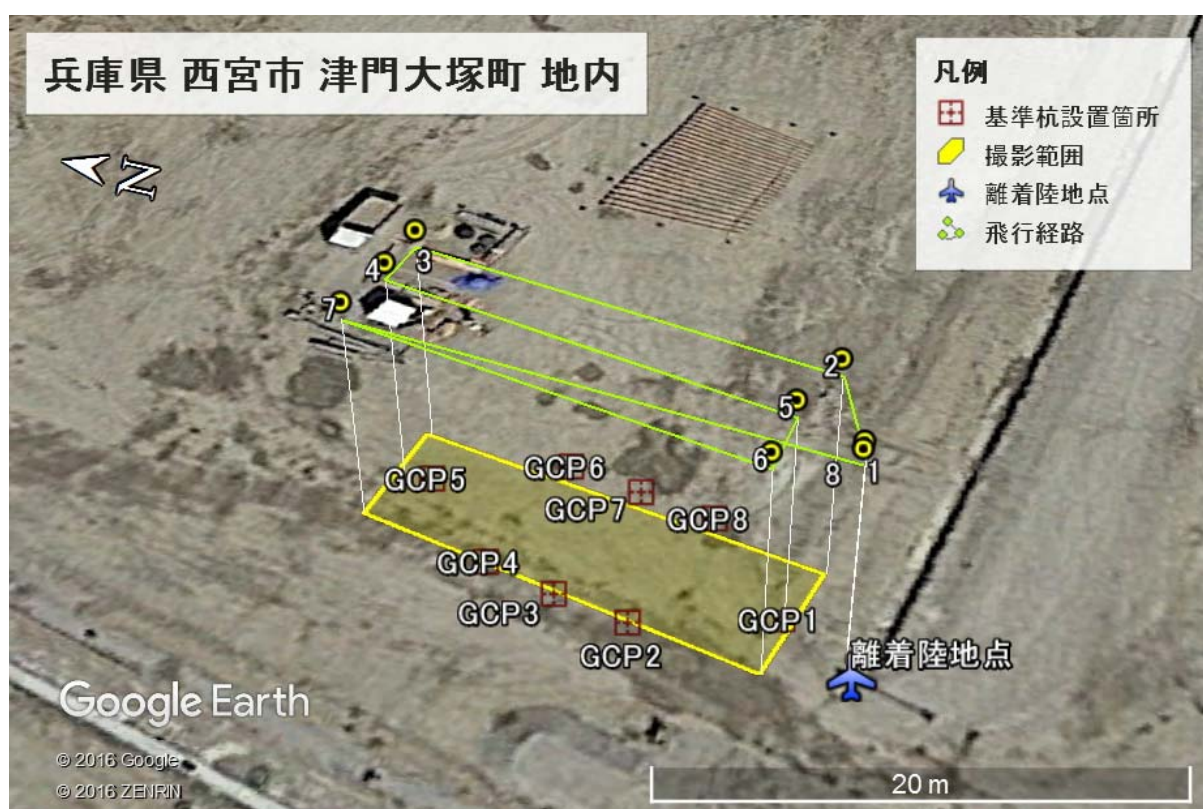 兵庫県 西宮市 津門大塚町 地内
凡例
基準杭設置箇所
撮影範囲
離着陸地点
飛行経路
N
3
4
7
2
5
6
8
1
GCP6
GCP5
GCP7
GCP8
GCP4
GCP3
GCP1
GCP2
離着陸地点
Google Earth
© 2016 Google
© 2016 ZENRIN
20 m